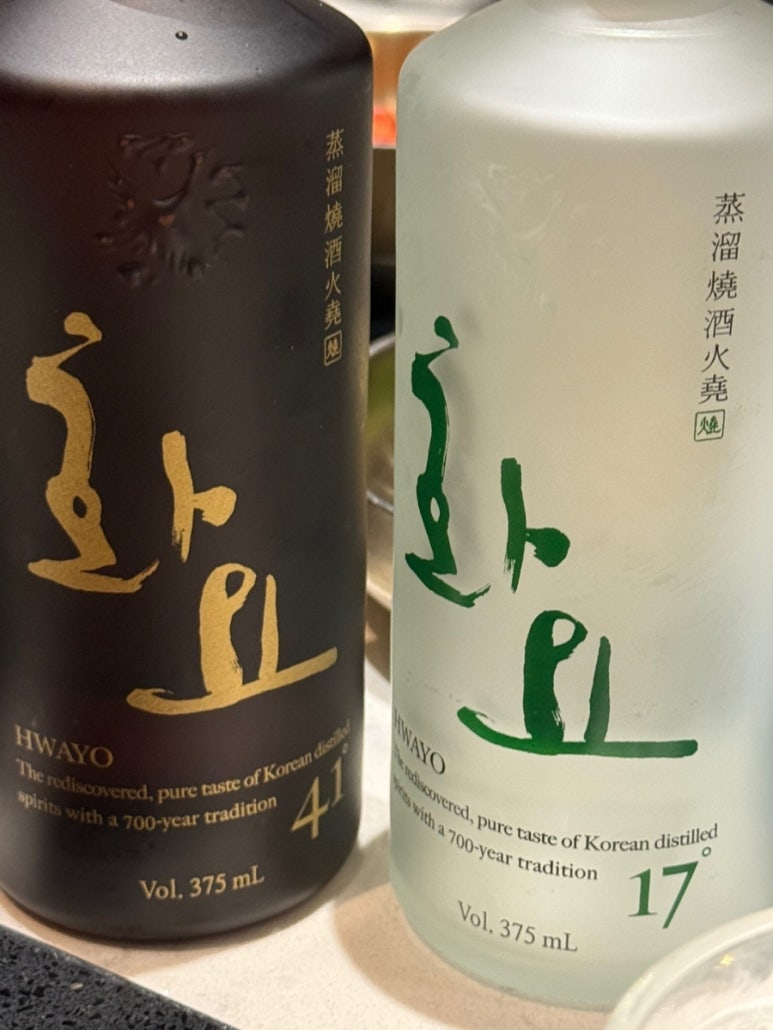 蒸溜燒酒火堯
燒
화요
HWAYO
The rediscovered, pure taste of Korean distilled
spirits with a 700-year tradition
41°
Vol. 375 mL
蒸溜燒酒火堯
燒
화요
HWAYO
The rediscovered, pure taste of Korean distilled
spirits with a 700-year tradition
17°
Vol. 375 mL